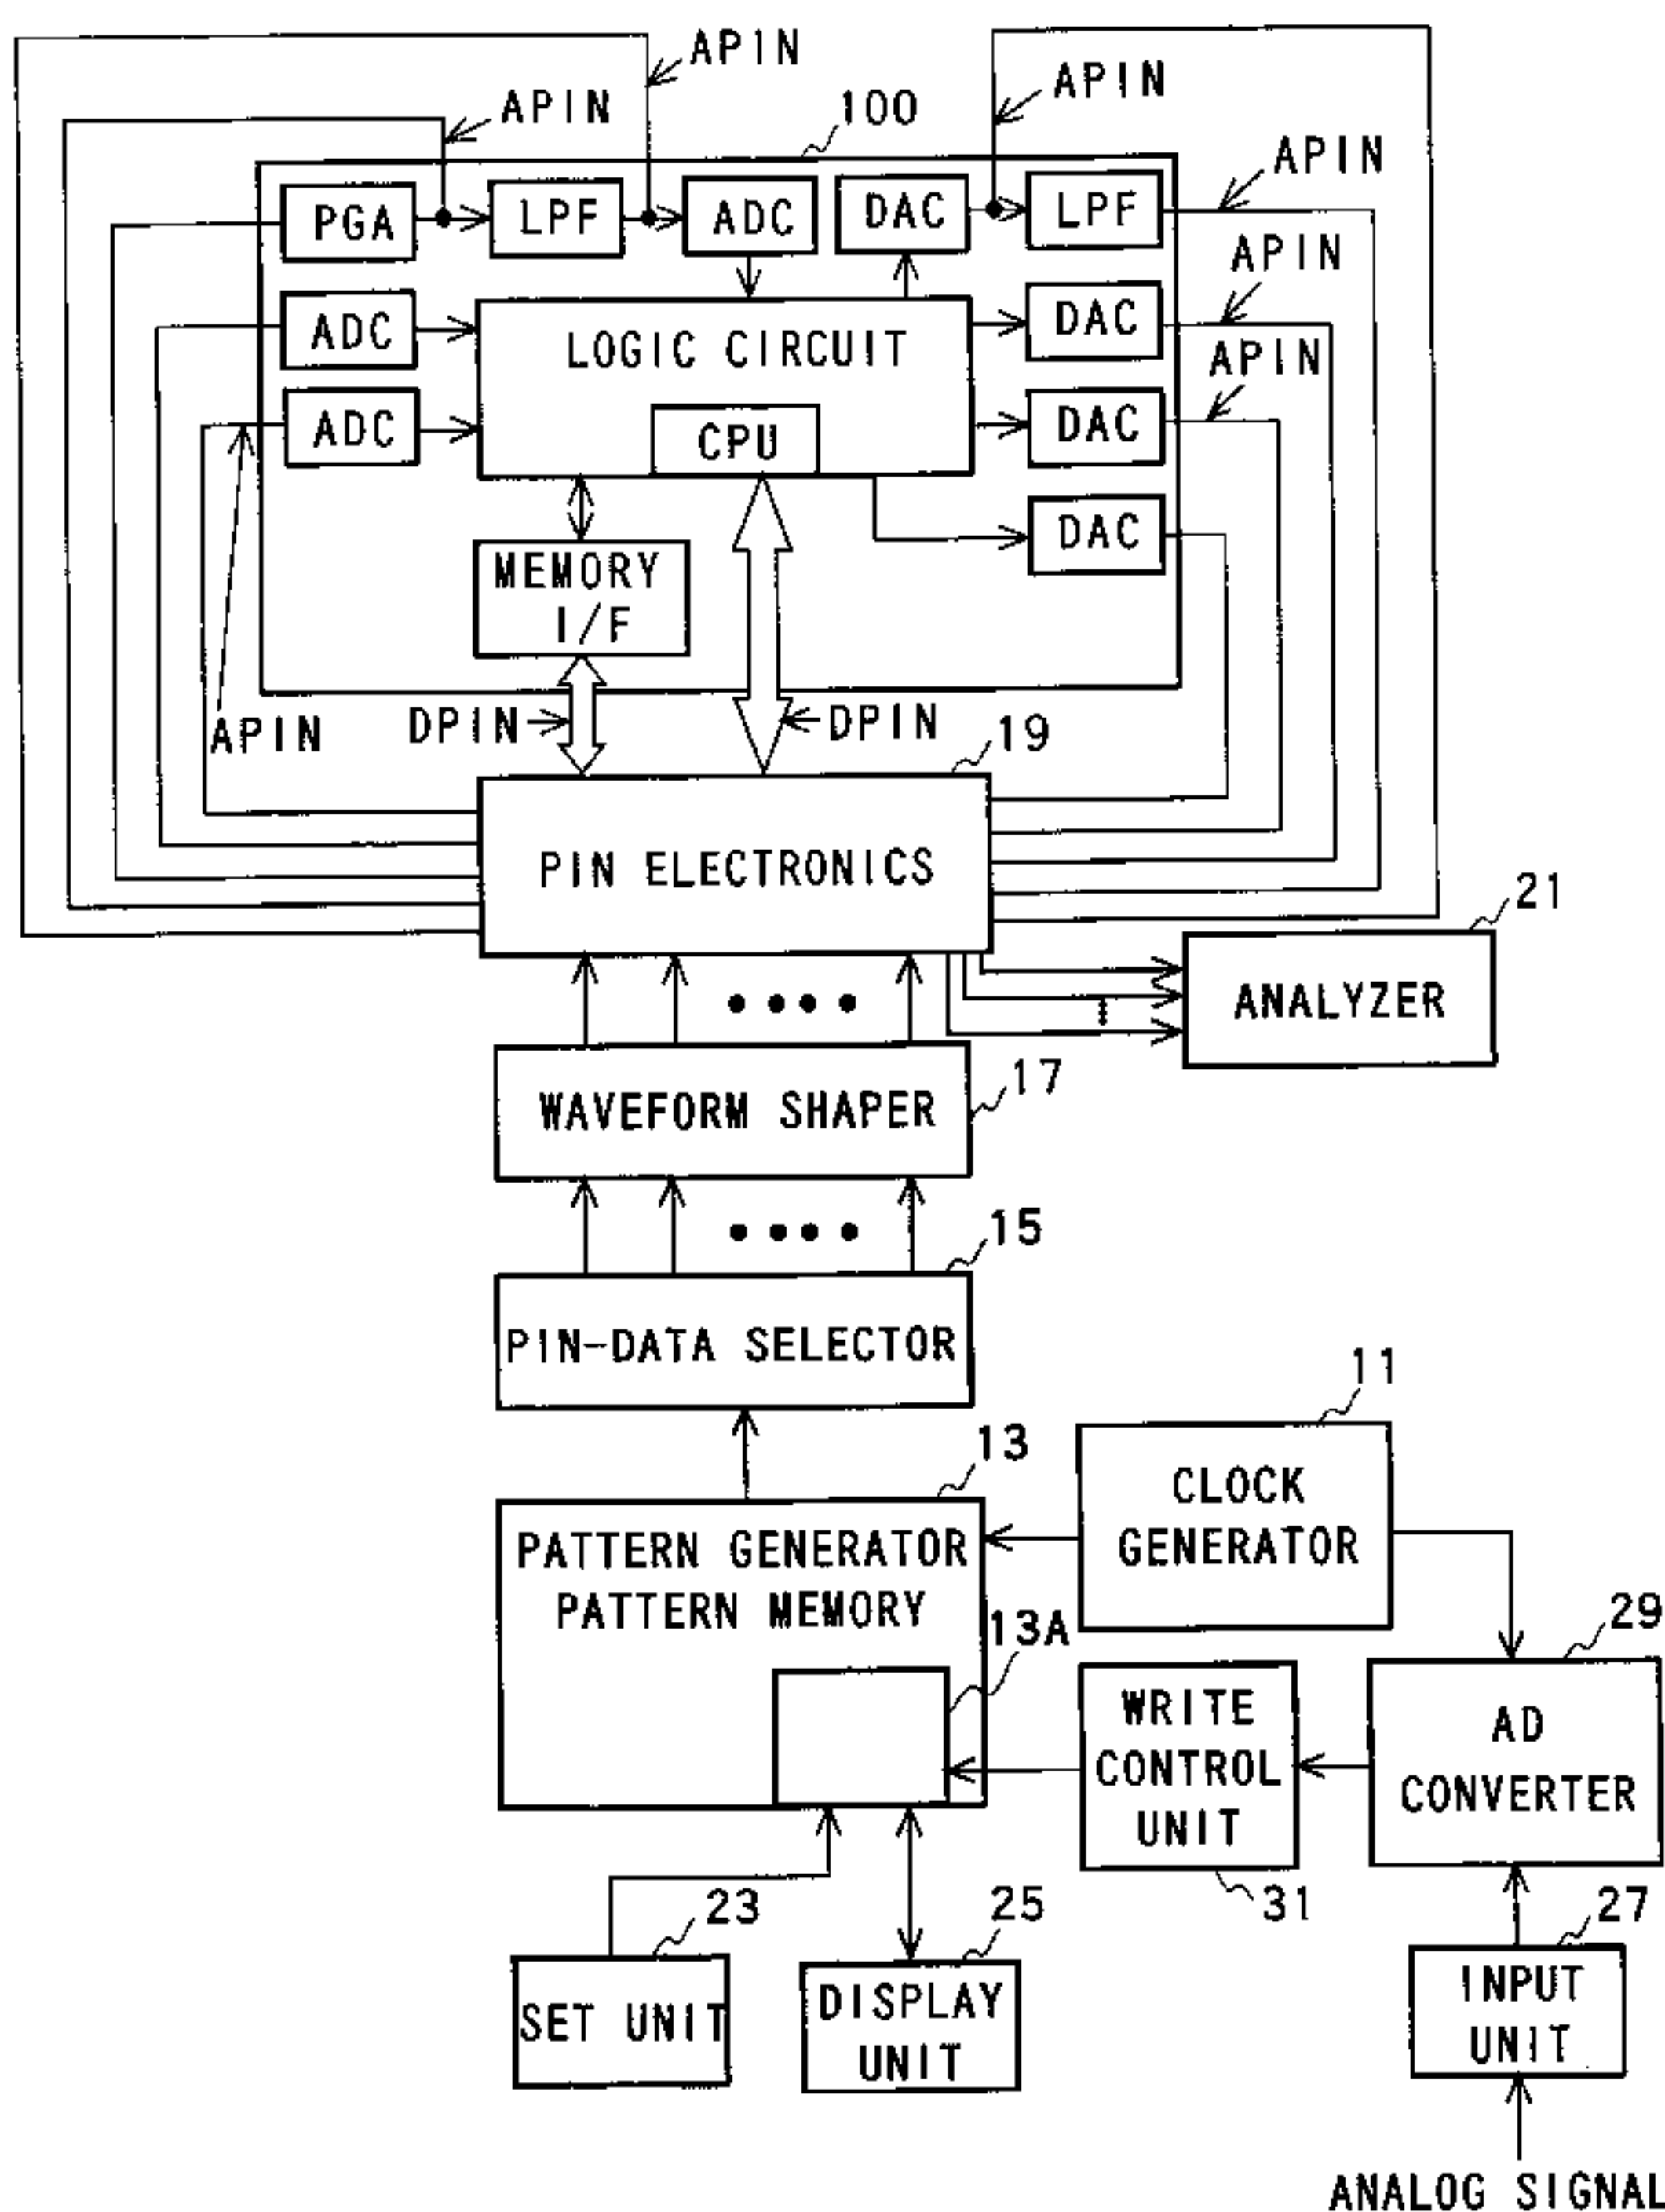 APIN
APIN
APIN
100
APIN
PGA
LPF
ADC
DAC
LPF
APIN
ADC
LOGIC CIRCUIT
DAC
APIN
ADC
CPU
DAC
DAC
MEMORY
I/F
APIN
DPIN
DPIN
19
PIN ELECTRONICS
21
ANALYZER
WAVEFORM SHAPER
17
15
PIN-DATA SELECTOR
11
13
CLOCK
GENERATOR
PATTERN GENERATOR
PATTERN MEMORY
13A
29
WRITE
CONTROL
UNIT
AD
CONVERTER
23
25
31
27
SET UNIT
DISPLAY
UNIT
INPUT
UNIT
ANALOG SIGNAL